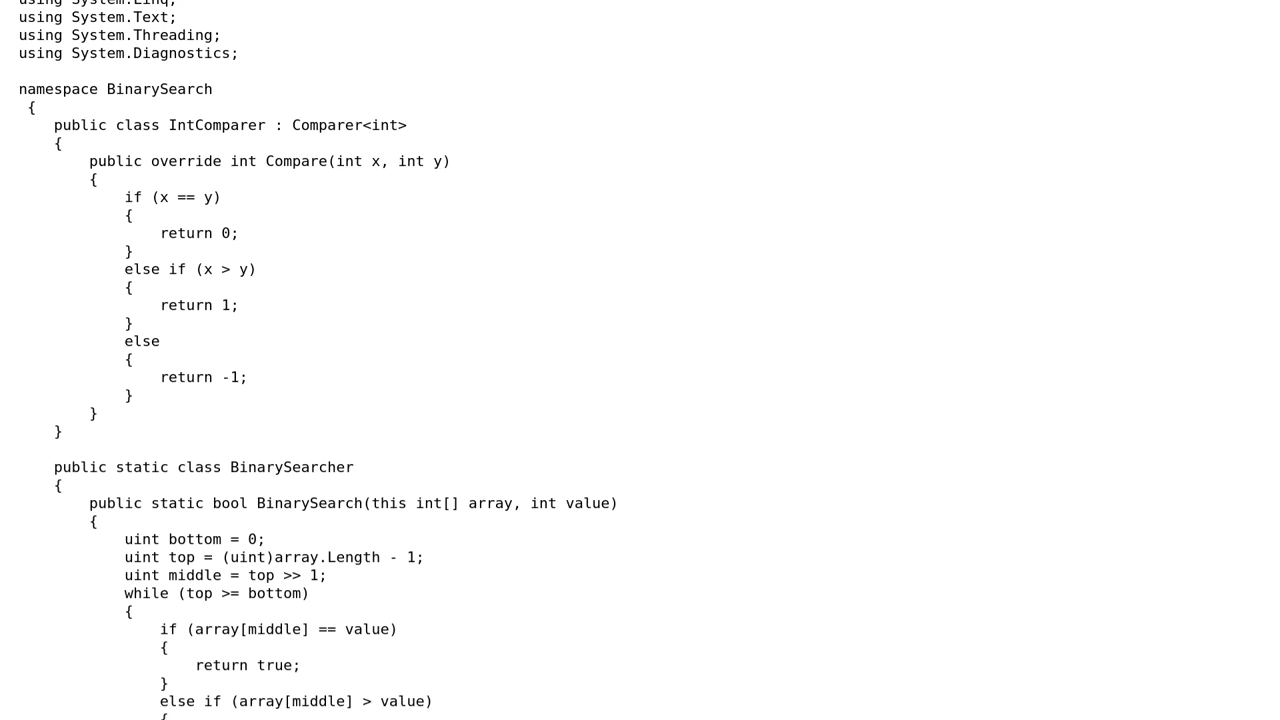 using System.Linq;
using System.Text;
using System.Threading;
using System.Diagnostics;

namespace BinarySearch
 {
    public class IntComparer : Comparer<int>
    {
        public override int Compare(int x, int y)
        {
            if (x == y)
            {
                return 0;
            }
            else if (x > y)
            {
                return 1;
            }
            else
            {
                return -1;
            }
        }
    }

    public static class BinarySearcher
    {
        public static bool BinarySearch(this int[] array, int value)
        {
            uint bottom = 0;
            uint top = (uint)array.Length - 1;
            uint middle = top >> 1;
            while (top >= bottom)
            {
                if (array[middle] == value)
                {
                    return true;
                }
                else if (array[middle] > value)
                {